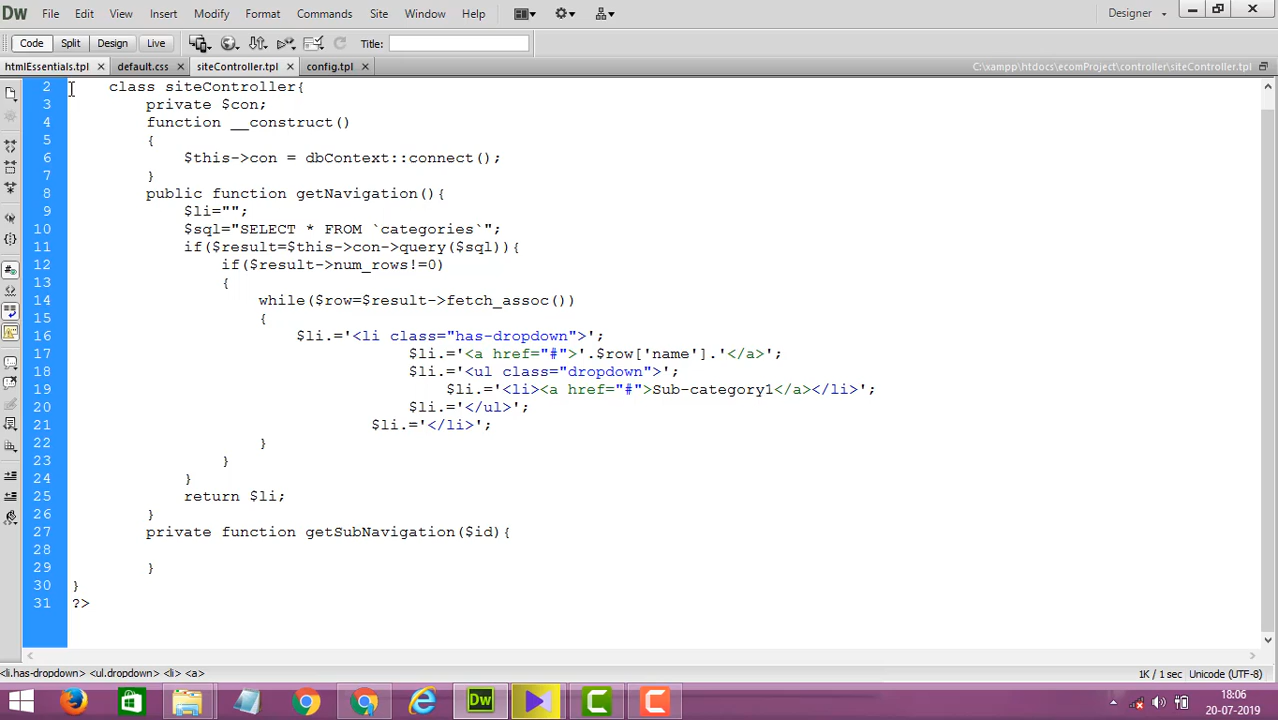 Dw File Edit View Insert Modify Format Commands Site Window Help Designer
Code Split Design Live Title:
htmlEssentials.tpl default.css siteController.tpl config.tpl C:\xampp\htdocs\ecomProject\controller\siteController.tpl
2 class siteController{
3 private $con;
4 function __construct()
5 {
6 $this->con = dbContext::connect();
7 }
8 public function getNavigation(){
9 $li="";
10 $sql="SELECT * FROM `categories`";
11 if($result=$this->con->query($sql)){
12 if($result->num_rows!=0)
13 {
14 while($row=$result->fetch_assoc())
15 {
16 $li.='<li class="has-dropdown">';
17 $li.='<a href="#">'.$row['name'].'</a>';
18 $li.='<ul class="dropdown">';
19 $li.='<li><a href="#">Sub-category1</a></li>';
20 $li.='</ul>';
21 $li.='</li>';
22 }
23 }
24 }
25 return $li;
26 }
27 private function getSubNavigation($id){
28
29 }
30 }
31 ?>
<li.has-dropdown> <ul.dropdown> <li> <a> 1K / 1 sec Unicode (UTF-8)
Dw 18:06
20-07-2019